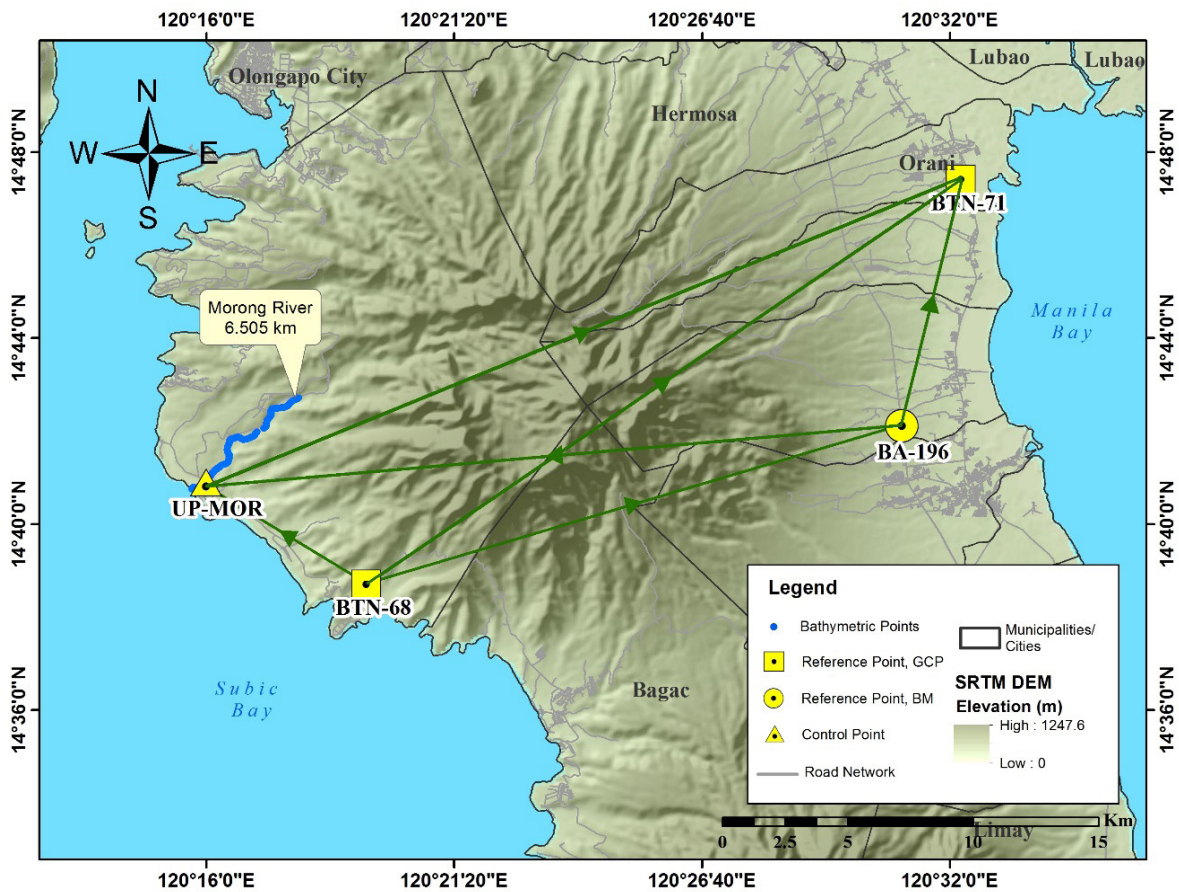 120°16'0"E 120°21'20"E 120°26'40"E 120°32'0"E
Lubao
Lubao
Olongapo City
Hermosa
N
W E
S
14°48'0"N
14°48'0"N
Orani
BTN-71
Morong River
6.505 km
Manila
Bay
14°44'0"N
14°44'0"N
BA-196
UP-MOR
14°40'0"N
14°40'0"N
BTN-68
Subic
Bay
Bagac
14°36'0"N
14°36'0"N
Legend
Bathymetric Points
Reference Point, GCP
Reference Point, BM
Control Point
Road Network
Municipalities/
Cities
SRTM DEM
Elevation (m)
High : 1247.6
Low : 0
Km
0 2.5 5 10 15
Limay
120°16'0"E 120°21'20"E 120°26'40"E 120°32'0"E